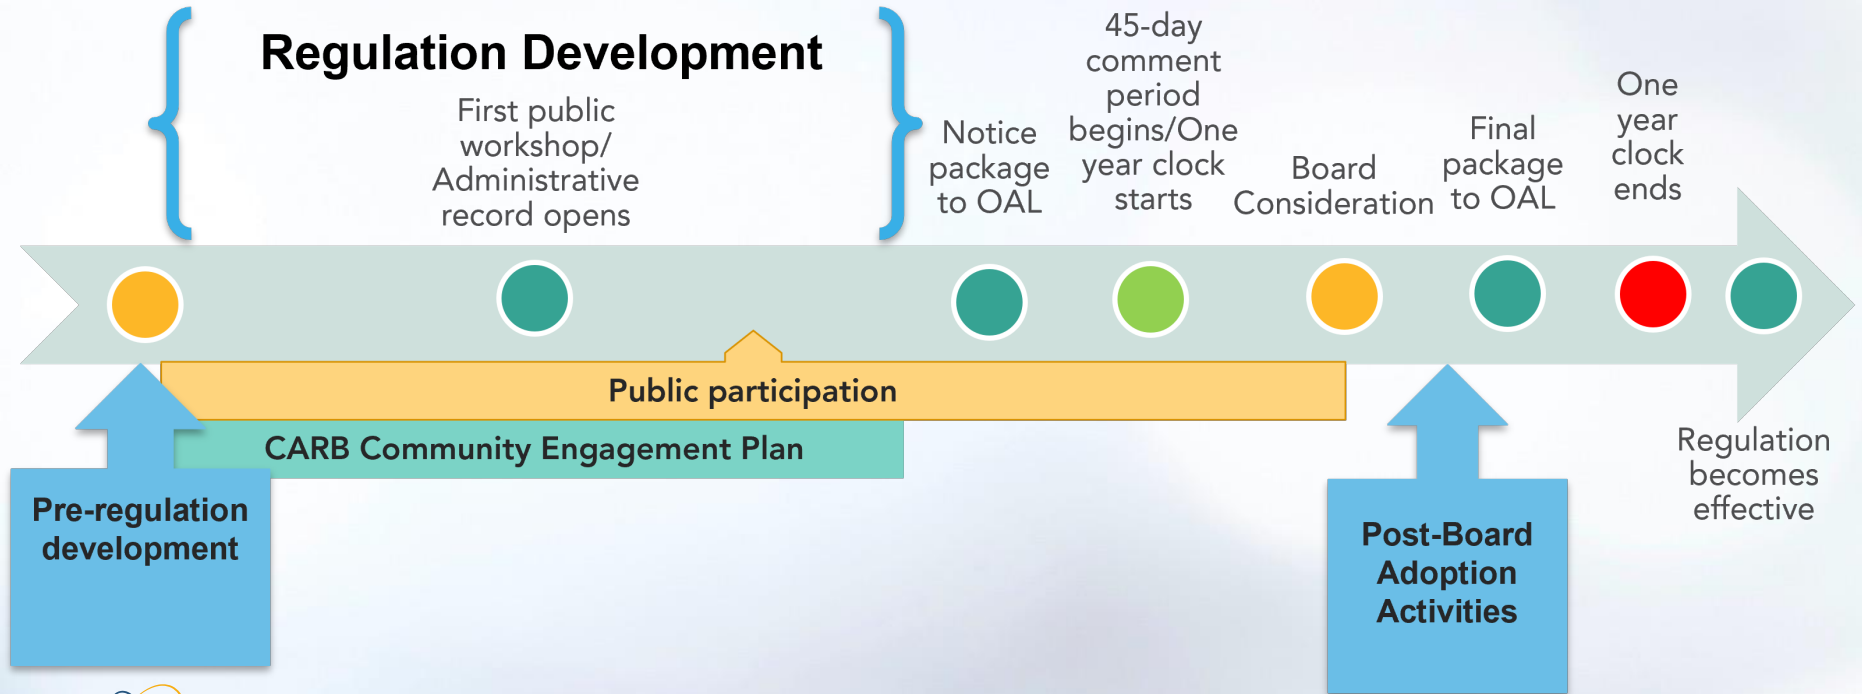 Regulation Development
First public
workshop/
Administrative
record opens
Notice
package
to OAL
45-day
comment
period
begins/One
year clock
starts
Board
Consideration
Final
package
to OAL
One
year
clock
ends
Public participation
CARB Community Engagement Plan
Pre-regulation
development
Post-Board
Adoption
Activities
Regulation
becomes
effective